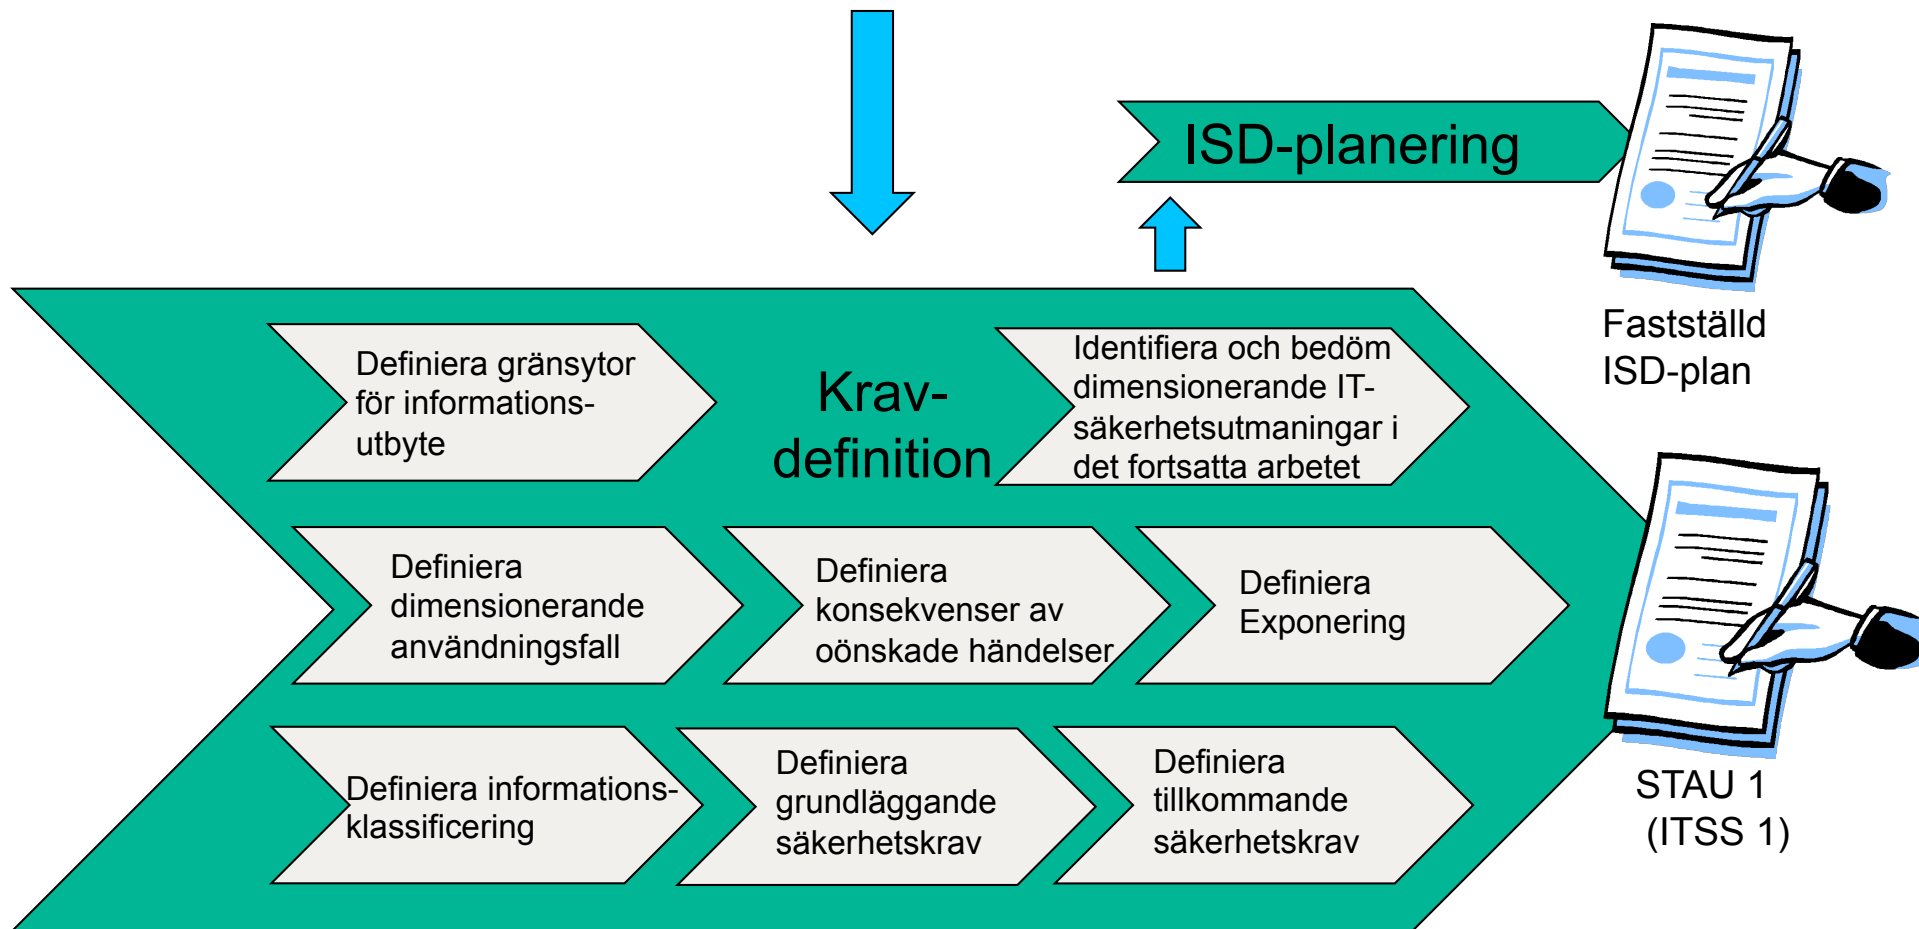 ISD-planering
Fastställd
ISD-plan
Definiera gränsytor
för informations-
utbyte
Krav-
definition
Identifiera och bedöm
dimensionerande IT-
säkerhetsutmaningar i
det fortsatta arbetet
Definiera
dimensionerande
användningsfall
Definiera
konsekvenser av
oönskade händelser
Definiera
Exponering
Definiera informations-
klassificering
Definiera
grundläggande
säkerhetskrav
Definiera
tillkommande
säkerhetskrav
STAU 1
(ITSS 1)